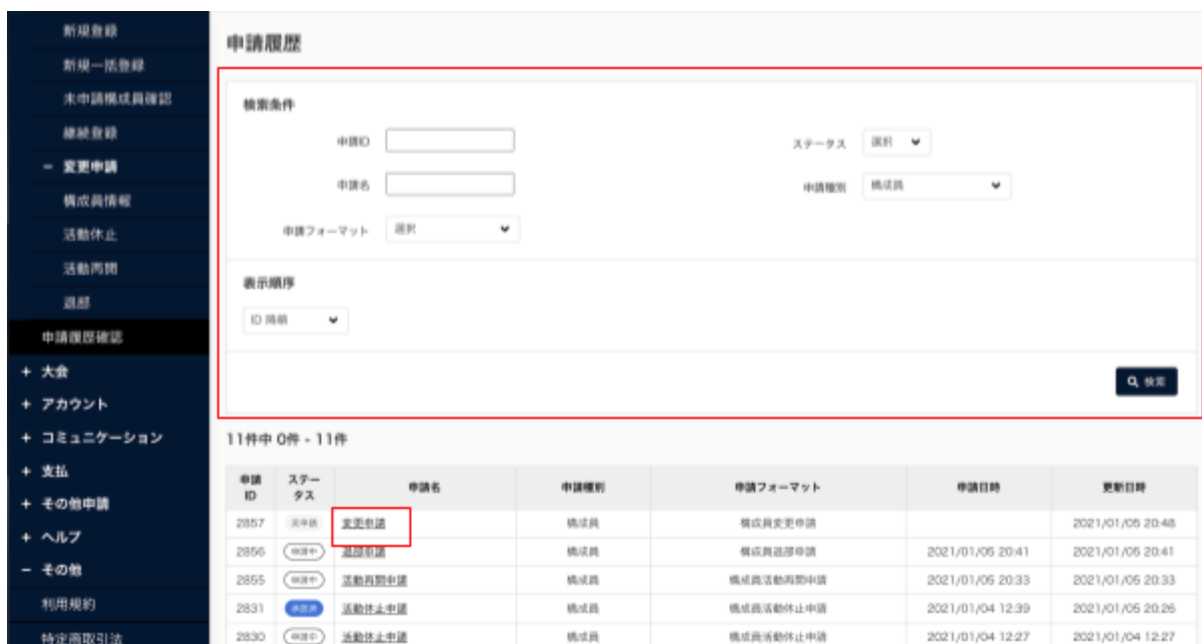 新規登録
新規一括登録
未申請構成員確認
継続登録
− 変更申請
構成員情報
活動休止
活動再開
退部
申請履歴確認
+ 大会
+ アカウント
+ コミュニケーション
+ 支払
+ その他申請
+ ヘルプ
− その他
利用規約
特定商取引法
申請履歴
検索条件
申請ID
ステータス 選択
申請名
申請種別 構成員
申請フォーマット 選択
表示順序
ID 降順
検索
11件中 0件 - 11件
申請ID ステータス 申請名 申請種別 申請フォーマット 申請日時 更新日時
2857 未申請 変更申請 構成員 構成員変更申請 2021/01/05 20:48
2856 申請中 退部申請 構成員 構成員退部申請 2021/01/05 20:41 2021/01/05 20:41
2855 申請中 活動再開申請 構成員 構成員活動再開申請 2021/01/05 20:33 2021/01/05 20:33
2831 承認済 活動休止申請 構成員 構成員活動休止申請 2021/01/04 12:39 2021/01/05 20:26
2830 申請中 活動休止申請 構成員 構成員活動休止申請 2021/01/04 12:27 2021/01/04 12:27